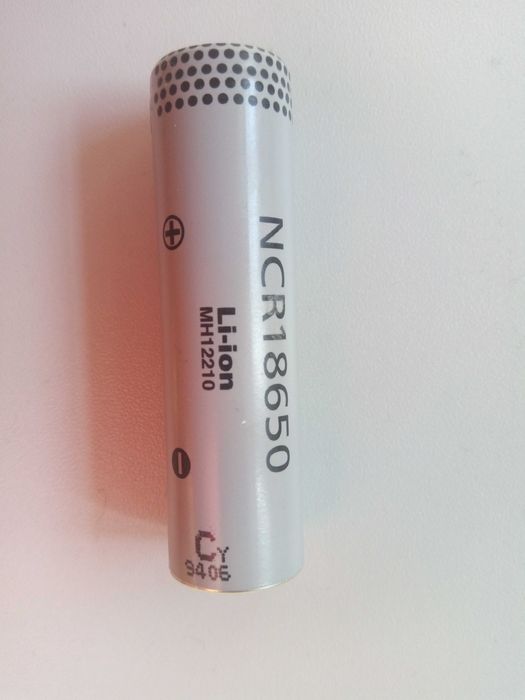 NCR18650
Li-ion
MH12210
+
-
CY
9406